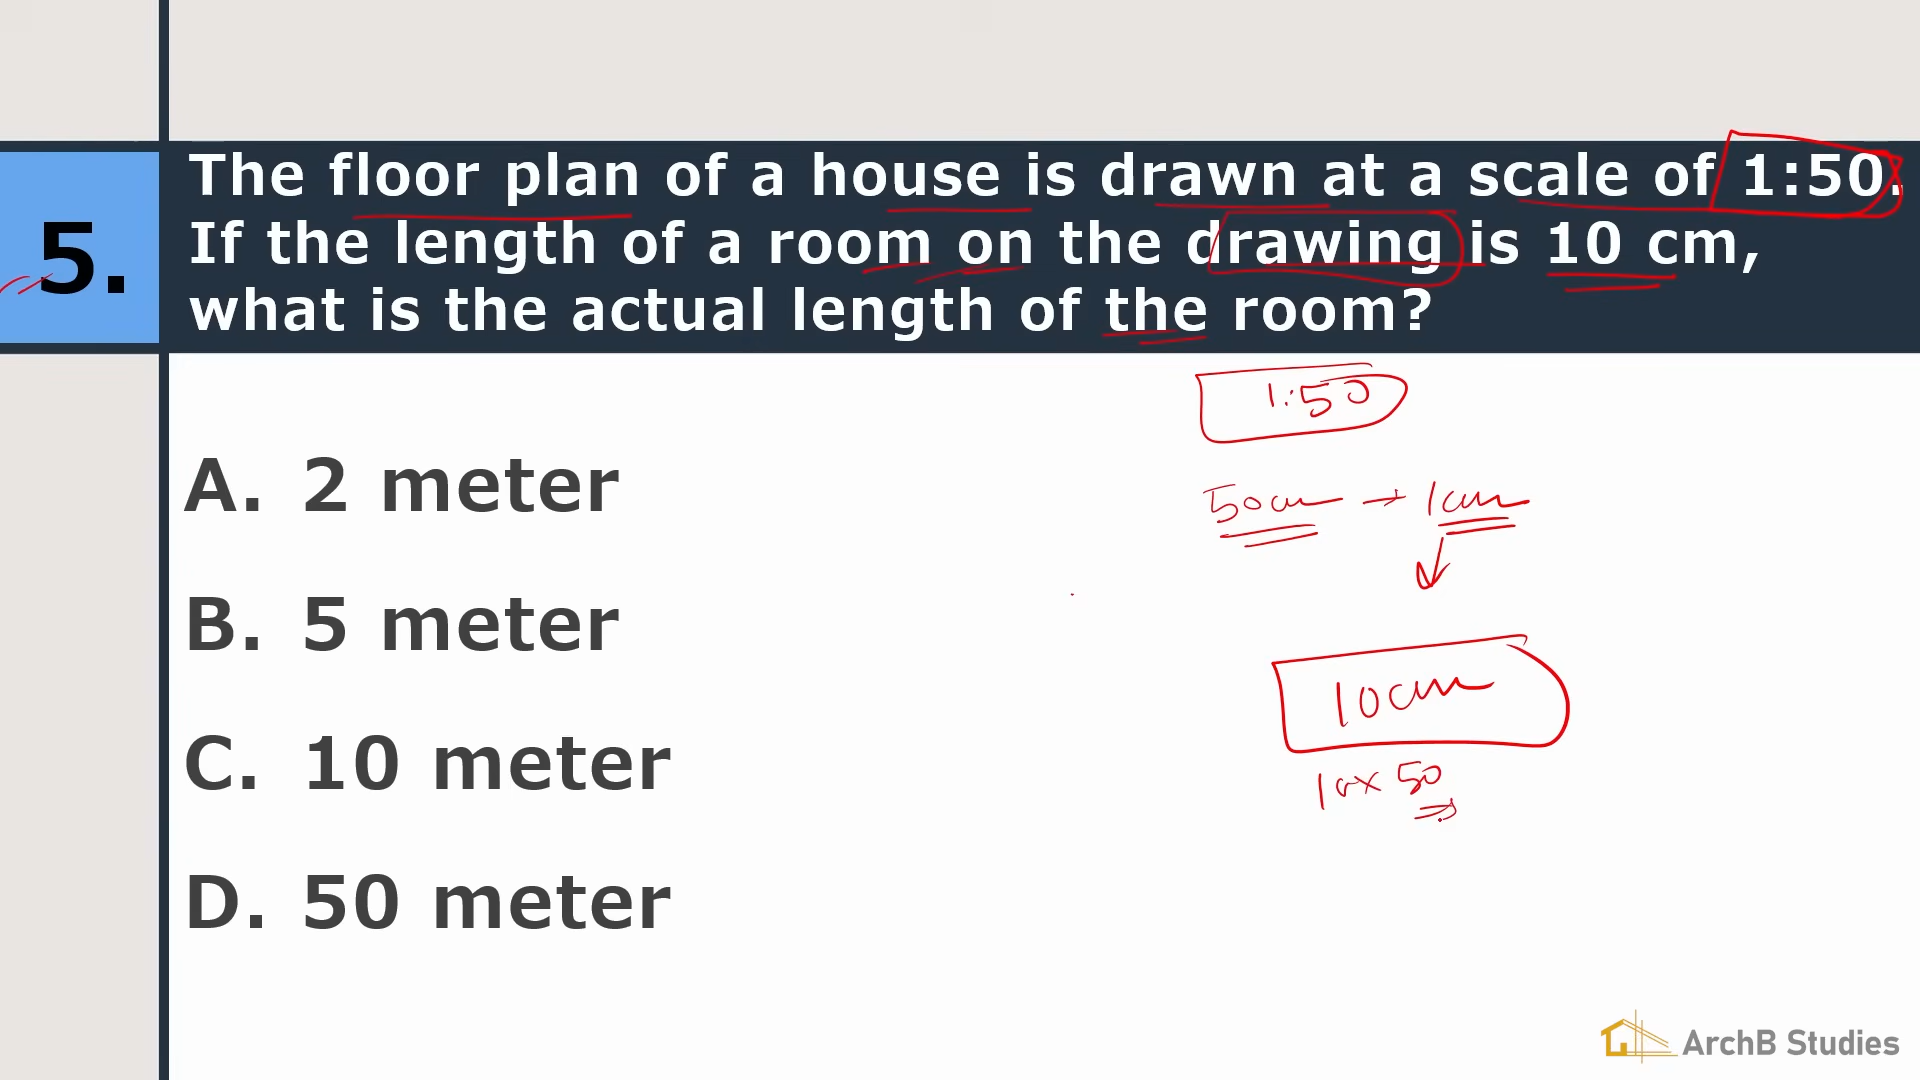 5.
The floor plan of a house is drawn at a scale of 1:50.
If the length of a room on the drawing is 10 cm,
what is the actual length of the room?
1:50
A. 2 meter
50cm → 1cm
B. 5 meter
10cm
C. 10 meter
10x 50
D. 50 meter
ArchB Studies